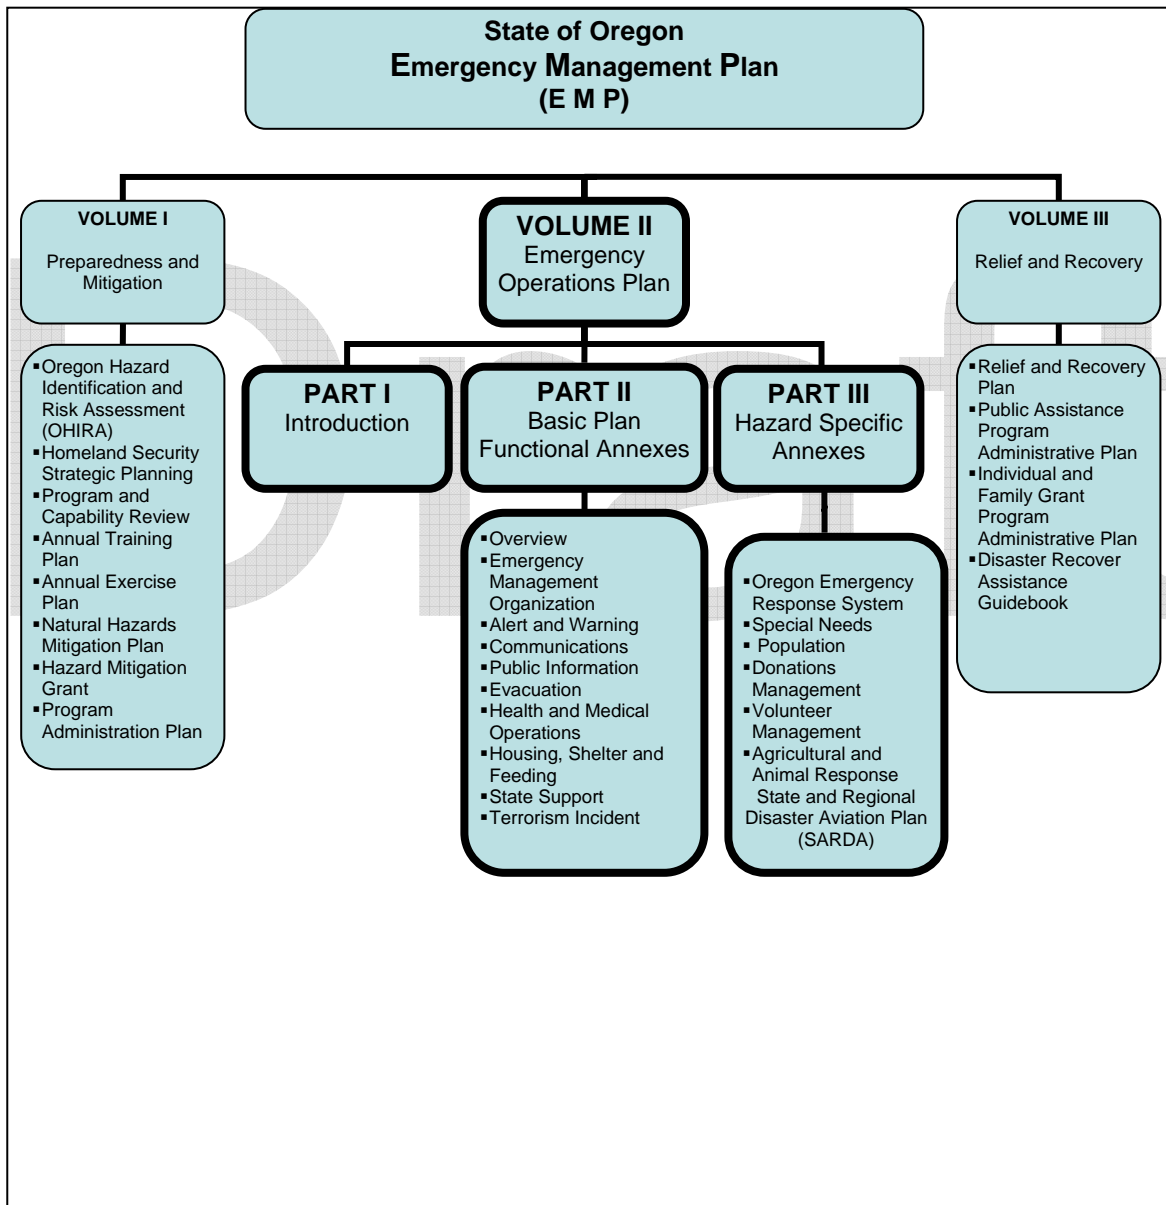 State of Oregon
Emergency Management Plan
(E M P)
VOLUME I
Preparedness and
Mitigation
▪Oregon Hazard
Identification and
Risk Assessment
(OHIRA)
▪Homeland Security
Strategic Planning
▪Program and
Capability Review
▪Annual Training
Plan
▪Annual Exercise
Plan
▪Natural Hazards
Mitigation Plan
▪Hazard Mitigation
Grant
▪Program
Administration Plan
VOLUME II
Emergency
Operations Plan
PART I
Introduction
PART II
Basic Plan
Functional Annexes
▪Overview
▪Emergency
Management
Organization
▪Alert and Warning
▪Communications
▪Public Information
▪Evacuation
▪Health and Medical
Operations
▪Housing, Shelter and
Feeding
▪State Support
▪Terrorism Incident
PART III
Hazard Specific
Annexes
▪Oregon Emergency
Response System
▪Special Needs
▪ Population
▪Donations
Management
▪Volunteer
Management
▪Agricultural and
Animal Response
State and Regional
Disaster Aviation Plan
(SARDA)
VOLUME III
Relief and Recovery
▪Relief and Recovery
Plan
▪Public Assistance
Program
Administrative Plan
▪Individual and
Family Grant
Program
Administrative Plan
▪Disaster Recover
Assistance
Guidebook
Draft